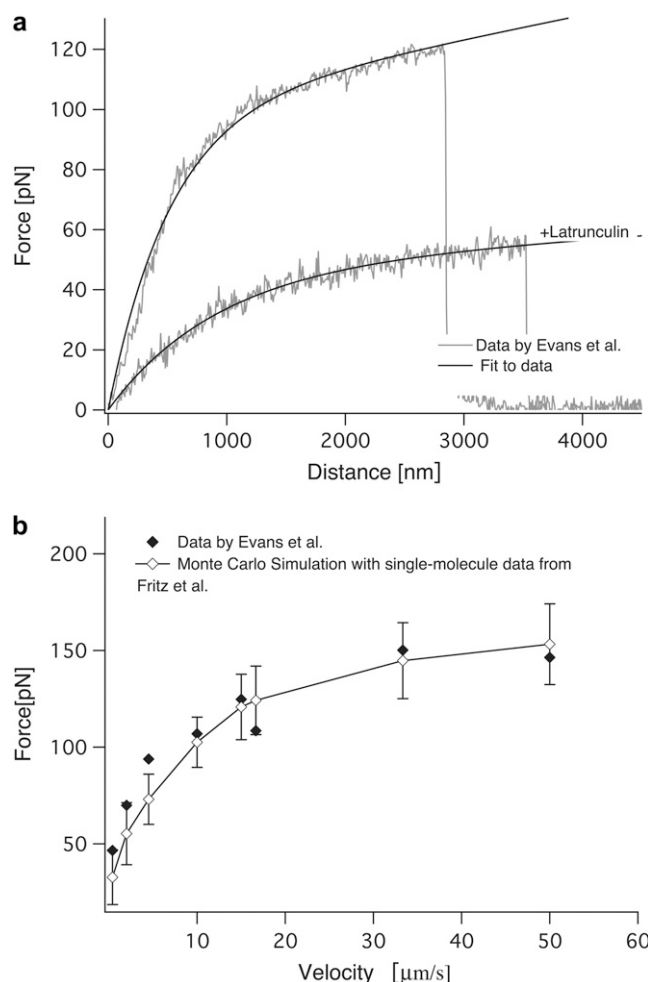 a
120
100
80
60
40
20
0
Force [pN]
+Latrunculin
Data by Evans et al.
Fit to data
0 1000 2000 3000 4000
Distance [nm]
b
200
150
100
50
Force[pN]
Data by Evans et al.
Monte Carlo Simulation with single-molecule data from
Fritz et al.
10 20 30 40 50 60
Velocity [μm/s]